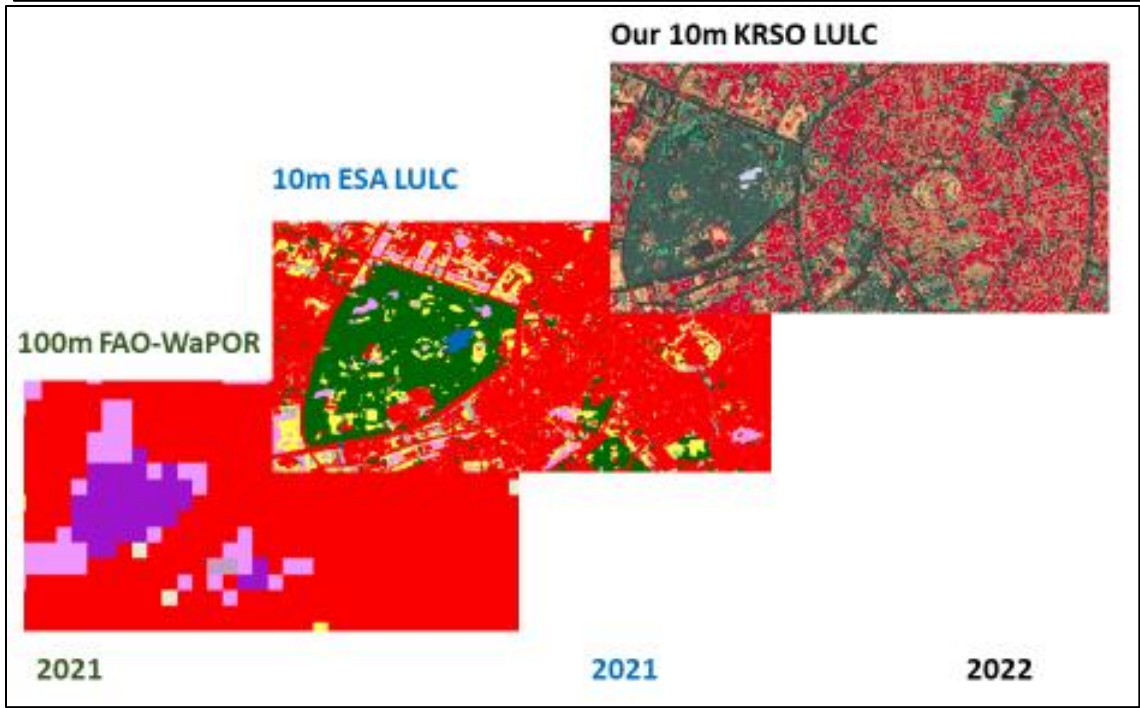 Our 10m KRSO LULC
10m ESA LULC
100m FAO-WaPOR
2021
2021
2022